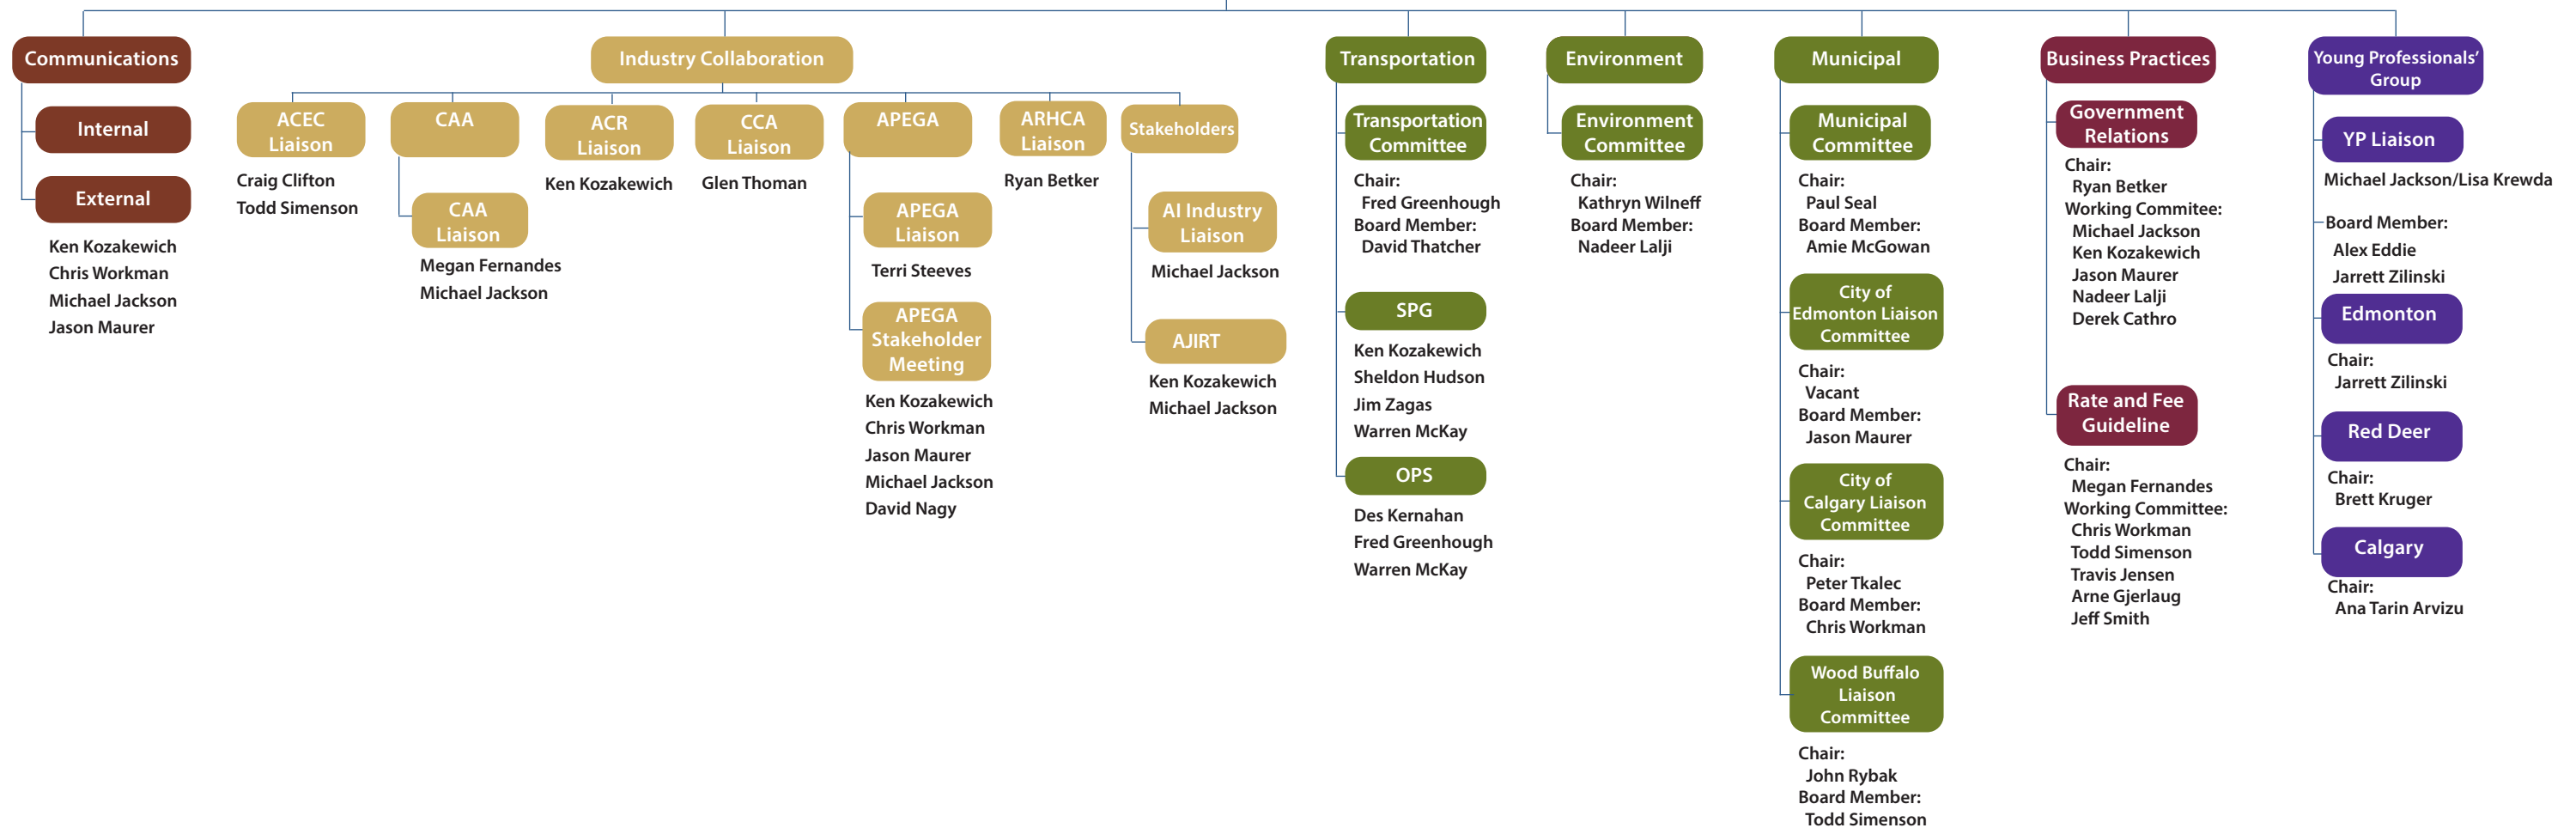 Communications
Internal
External
Ken Kozakewich
Chris Workman
Michael Jackson
Jason Maurer
Industry Collaboration
ACEC
Liaison
Craig Clifton
Todd Simenson
CAA
CAA
Liaison
Megan Fernandes
Michael Jackson
ACR
Liaison
Ken Kozakewich
CCA
Liaison
Glen Thoman
APEGA
APEGA
Liaison
Terri Steeves
APEGA
Stakeholder
Meeting
Ken Kozakewich
Chris Workman
Jason Maurer
Michael Jackson
David Nagy
ARHCA
Liaison
Ryan Betker
Stakeholders
AI Industry
Liaison
Michael Jackson
AJIRT
Ken Kozakewich
Michael Jackson
Transportation
Transportation
Committee
Chair:
Fred Greenhough
Board Member:
David Thatcher
SPG
Ken Kozakewich
Sheldon Hudson
Jim Zagas
Warren McKay
OPS
Des Kernahan
Fred Greenhough
Warren McKay
Environment
Environment
Committee
Chair:
Kathryn Wilneff
Board Member:
Nadeer Lalji
Municipal
Municipal
Committee
Chair:
Paul Seal
Board Member:
Amie McGowan
City of
Edmonton Liaison
Committee
Chair:
Vacant
Board Member:
Jason Maurer
City of
Calgary Liaison
Committee
Chair:
Peter Tkalec
Board Member:
Chris Workman
Wood Buffalo
Liaison
Committee
Chair:
John Rybak
Board Member:
Todd Simenson
Business Practices
Government
Relations
Chair:
Ryan Betker
Working Commitee:
Michael Jackson
Ken Kozakewich
Jason Maurer
Nadeer Lalji
Derek Cathro
Rate and Fee
Guideline
Chair:
Megan Fernandes
Working Committee:
Chris Workman
Todd Simenson
Travis Jensen
Arne Gjerlaug
Jeff Smith
Young Professionals'
Group
YP Liaison
Michael Jackson/Lisa Krewda
Board Member:
Alex Eddie
Jarrett Zilinski
Edmonton
Chair:
Jarrett Zilinski
Red Deer
Chair:
Brett Kruger
Calgary
Chair:
Ana Tarin Arvizu